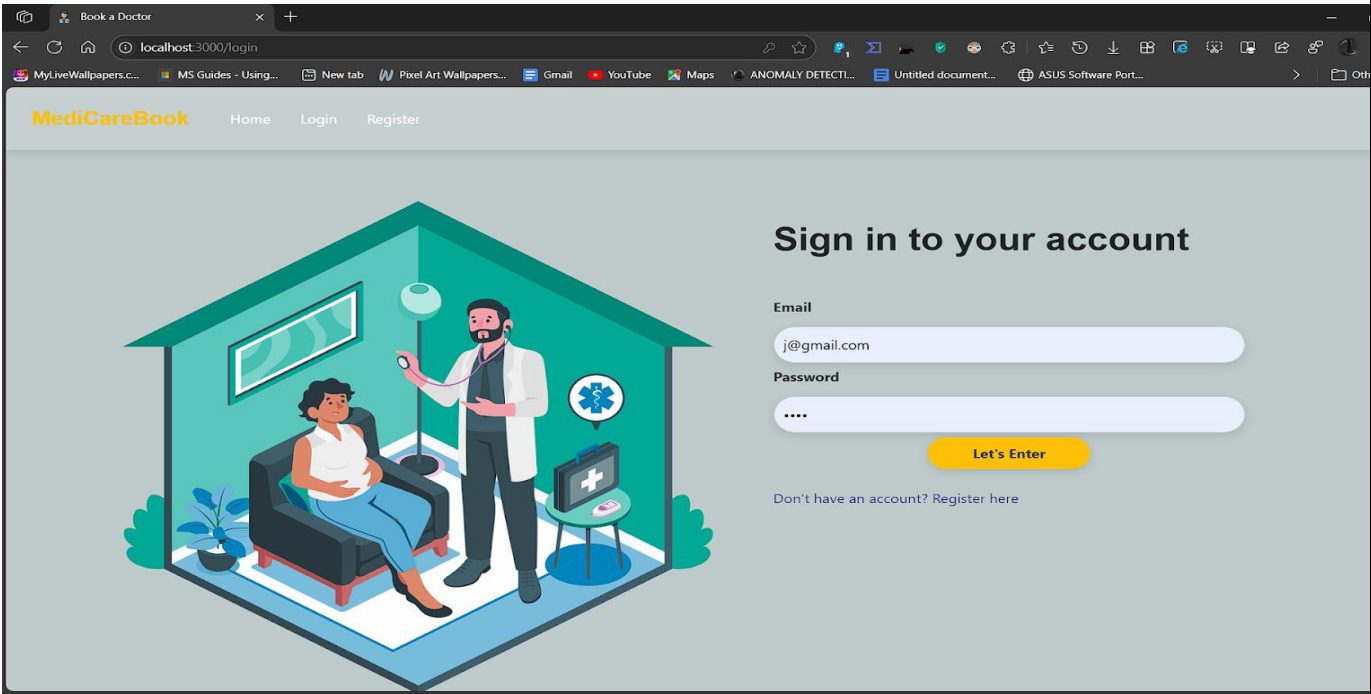 Book a Doctor
localhost:3000/login
1
MyLiveWallpapers.c... MS Guides - Using... New tab Pixel Art Wallpapers... Gmail YouTube Maps ANOMALY DETECTI... Untitled document... ASUS Software Port... Oth
MediCareBook Home Login Register
Sign in to your account
Email
j@gmail.com
Password
••••
Let's Enter
Don't have an account? Register here